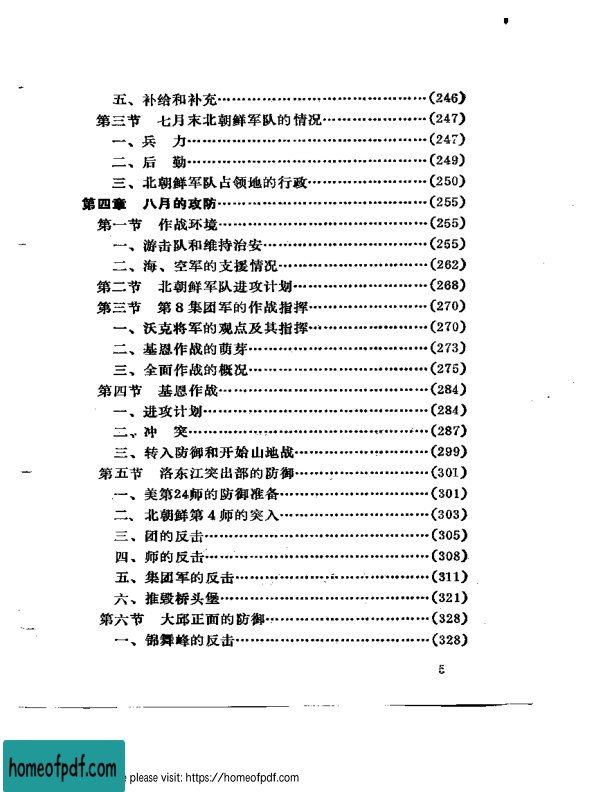 五、补给和补充……………………………………(246)
第三节　七月末北朝鲜军队的情况…………………(247)
一、兵　力…………………………………………(247)
二、后　勤…………………………………………(249)
三、北朝鲜军队占领地的行政……………………(250)
第四章　八月的攻防……………………………………(255)
第一节　作战环境……………………………………(255)
一、游击队和维持治安……………………………(255)
二、海、空军的支援情况…………………………(262)
第二节　北朝鲜军队进攻计划………………………(268)
第三节　第8集团军的作战指挥……………………(270)
一、沃克将军的观点及其指挥……………………(270)
二、基恩作战的萌芽………………………………(273)
三、全面作战的概况………………………………(275)
第四节　基恩作战……………………………………(284)
一、进攻计划………………………………………(284)
二、冲　突…………………………………………(287)
三、转入防御和开始山地战………………………(299)
第五节　洛东江突出部的防御………………………(301)
一、美第24师的防御准备…………………………(301)
二、北朝鲜第4师的突入…………………………(303)
三、团的反击………………………………………(305)
四、师的反击………………………………………(308)
五、集团军的反击…………………………………(311)
六、推毁桥头堡……………………………………(321)
第六节　大邱正面的防御……………………………(328)
一、锦舞峰的反击…………………………………(328)
5
homeofpdf.com
please visit: https://homeofpdf.com